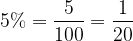 5% = 5/100 = 1/20